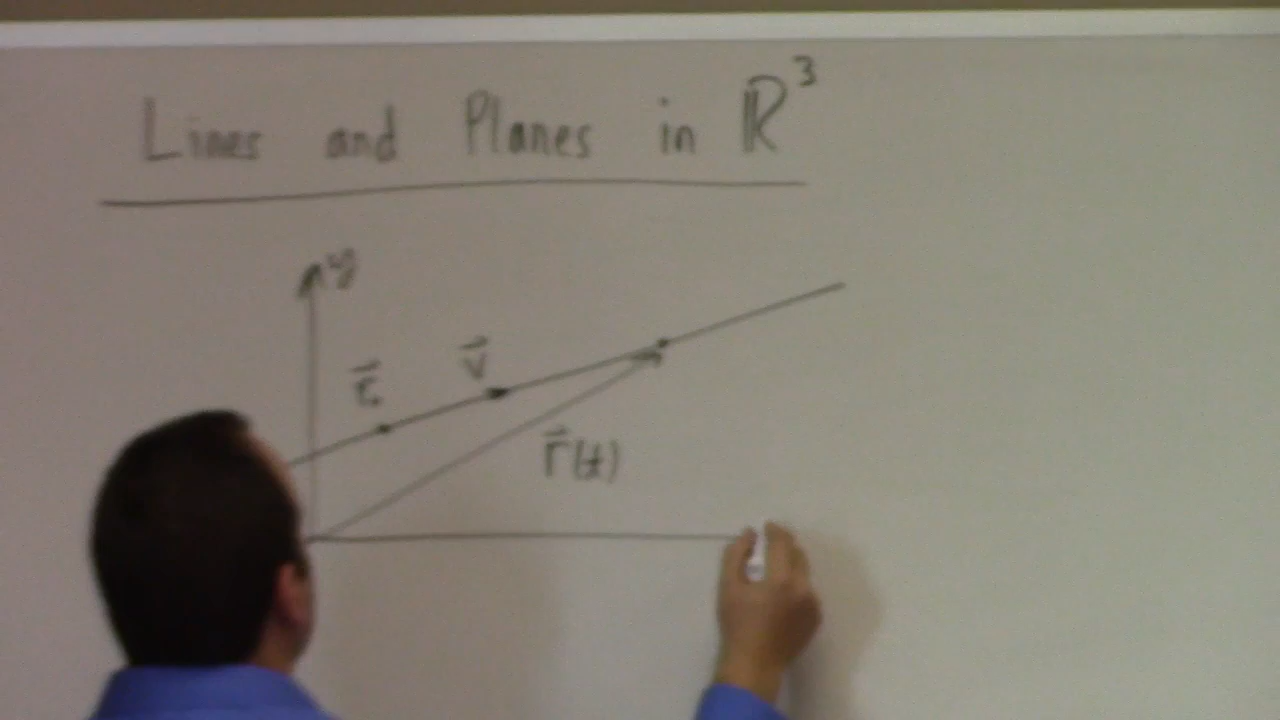 Lines and Planes in ℝ³
y
r⃗₀
v⃗
r⃗(t)